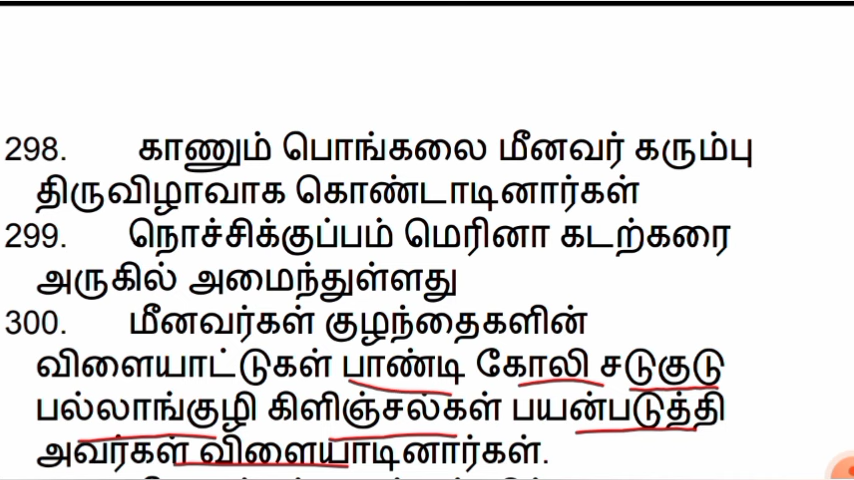 298. காணும் பொங்கலை மீனவர் கரும்பு
திருவிழாவாக கொண்டாடினார்கள்
299. நொச்சிக்குப்பம் மெரினா கடற்கரை
அருகில் அமைந்துள்ளது
300. மீனவர்கள் குழந்தைகளின்
விளையாட்டுகள் பாண்டி கோலி சடுகுடு
பல்லாங்குழி கிளிஞ்சல்கள் பயன்படுத்தி
அவர்கள் விளையாடினார்கள்.